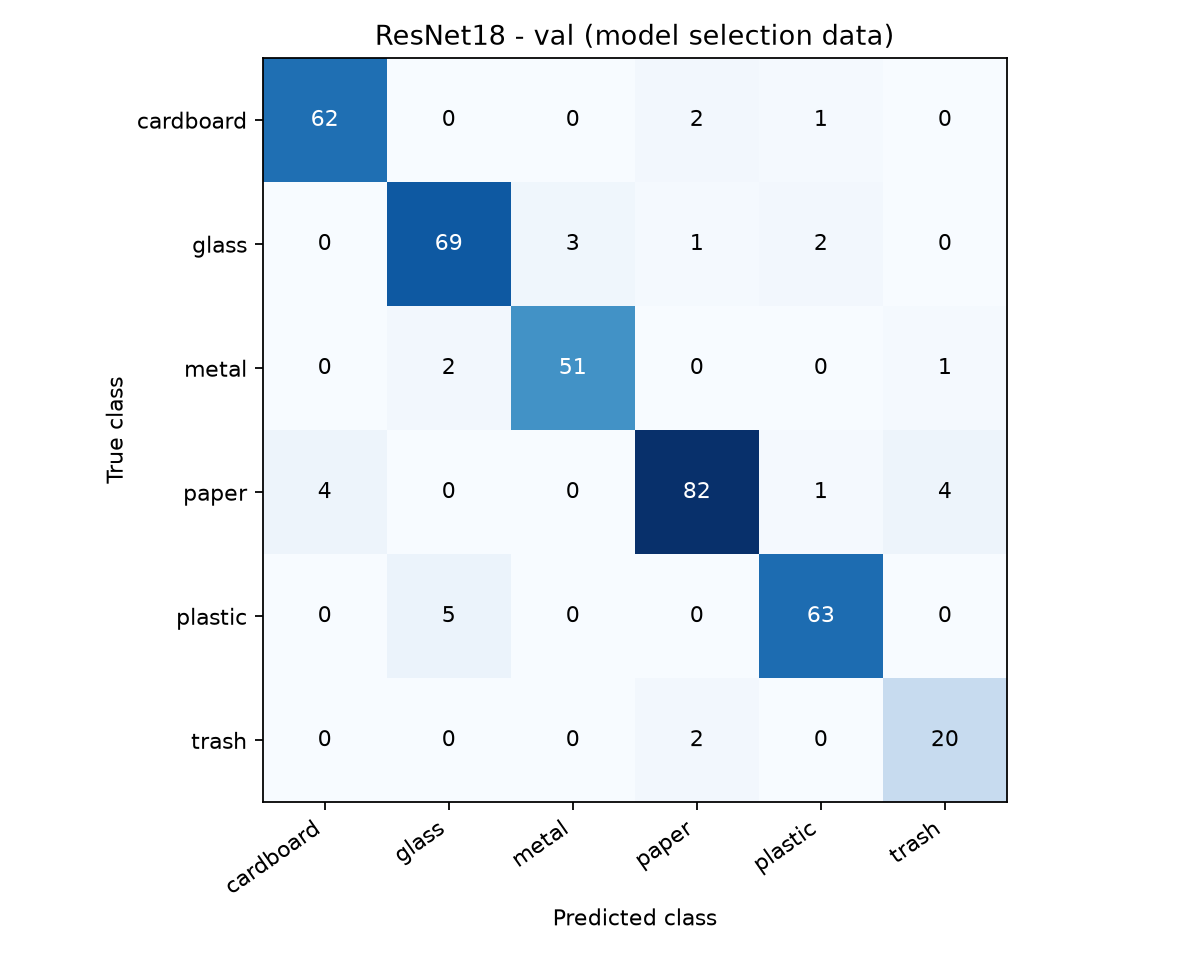 ResNet18 - val (model selection data)
cardboard 62 0 0 2 1 0
glass 0 69 3 1 2 0
metal 0 2 51 0 0 1
paper 4 0 0 82 1 4
plastic 0 5 0 0 63 0
trash 0 0 0 2 0 20
True class
cardboard glass metal paper plastic trash
Predicted class